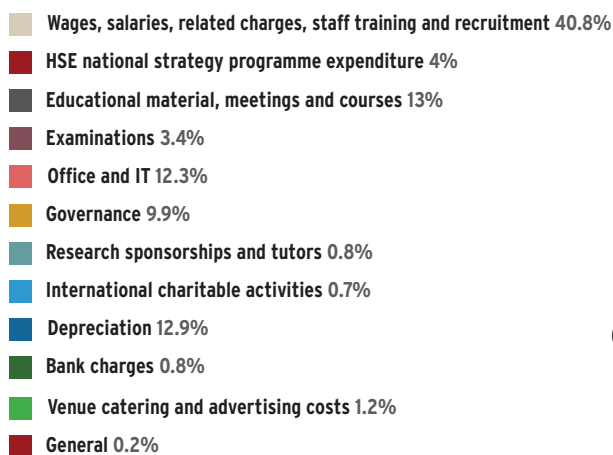 Wages, salaries, related charges, staff training and recruitment 40.8%
HSE national strategy programme expenditure 4%
Educational material, meetings and courses 13%
Examinations 3.4%
Office and IT 12.3%
Governance 9.9%
Research sponsorships and tutors 0.8%
International charitable activities 0.7%
Depreciation 12.9%
Bank charges 0.8%
Venue catering and advertising costs 1.2%
General 0.2%